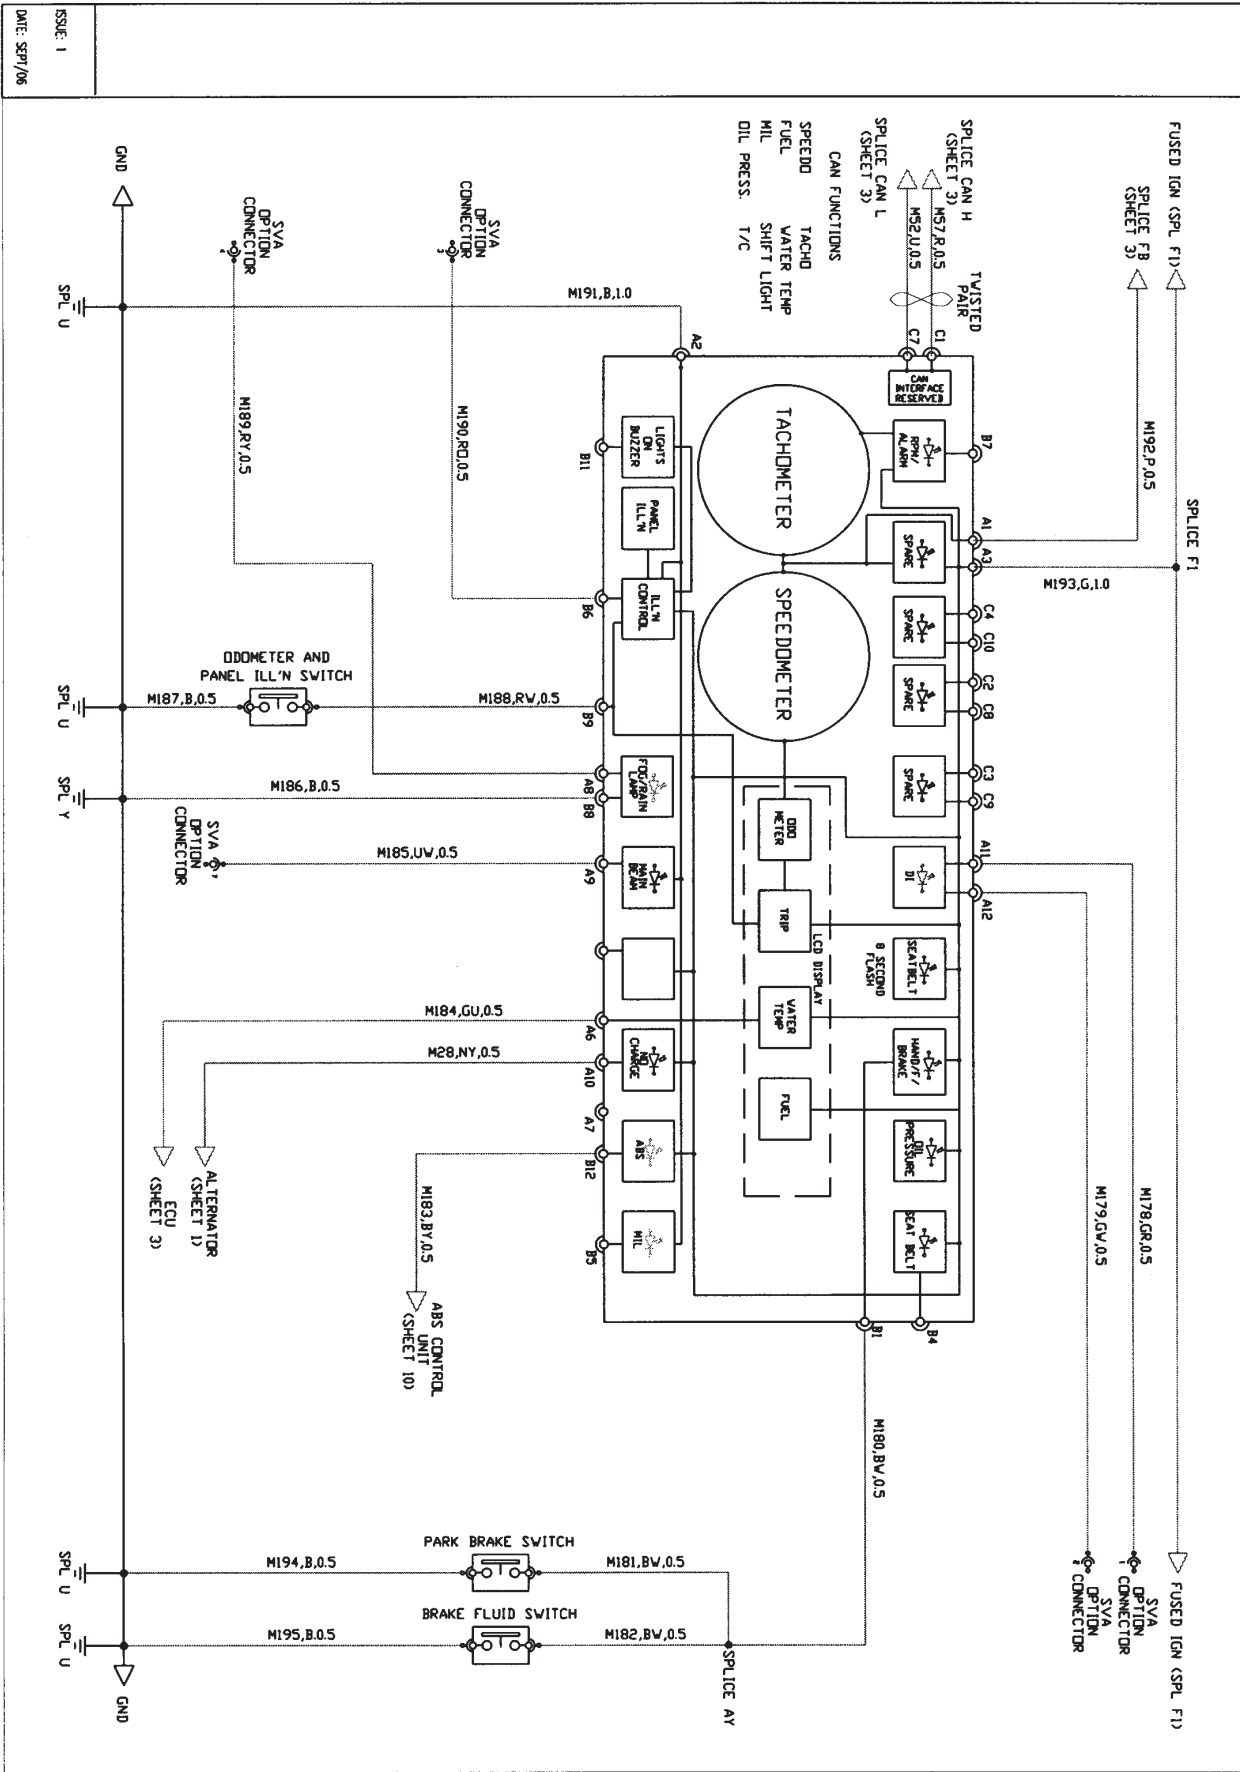 FUSED IGN (SPL F1)
SPLICE F1
FUSED IGN (SPL F1)
SPLICE FB
(SHEET 3)
M192,P,0.5
M193,G,1.0
M178,GR,0.5
M179,GW,0.5
1
SVA
OPTION
CONNECTOR
2
SVA
OPTION
CONNECTOR
SPLICE CAN H
(SHEET 3)
M57,R,0.5
TWISTED
PAIR
SPLICE CAN L
(SHEET 3)
M52,U,0.5
C1
C7
B7
A1
A3
C4
C10
C2
C8
C3
C9
A11
A12
CAN
INTERFACE
RESERVED
RPM/
ALARM
SPARE
SPARE
SPARE
SPARE
DI
SEATBELT
8 SECOND
FLASH
HAND/F/
BRAKE
OIL
PRESSURE
SEAT BELT
B4
B1
M180,BW,0.5
CAN FUNCTIONS
SPEEDO TACHO
FUEL WATER TEMP
MIL SHIFT LIGHT
OIL PRESS. T/C
TACHOMETER
SPEEDOMETER
LCD DISPLAY
ODO
METER
TRIP
WATER
TEMP
FUEL
A2
LIGHTS
ON
BUZZER
PANEL
ILL'N
ILL'N
CONTROL
FOG/RAIN
LAMP
MAIN
BEAM
NO
CHARGE
ABS
MIL
B11
B6
B9
A8
B8
A9
A6
A10
A7
B12
B5
M191,B,1.0
SVA
OPTION
CONNECTOR
3
M190,RO,0.5
SVA
OPTION
CONNECTOR
M189,RY,0.5
ODOMETER AND
PANEL ILL'N SWITCH
M187,B,0.5
M188,RW,0.5
M186,B,0.5
M185,UW,0.5
SVA
OPTION
CONNECTOR
M184,GU,0.5
M28,NY,0.5
ALTERNATOR
(SHEET 1)
ECU
(SHEET 3)
M183,BY,0.5
ABS CONTROL
UNIT
(SHEET 10)
PARK BRAKE SWITCH
M194,B,0.5
M181,BW,0.5
BRAKE FLUID SWITCH
M195,B,0.5
M182,BW,0.5
SPLICE AY
GND
GND
SPL U
SPL U
SPL Y
SPL U
SPL U
ISSUE: 1
DATE: SEPT/06